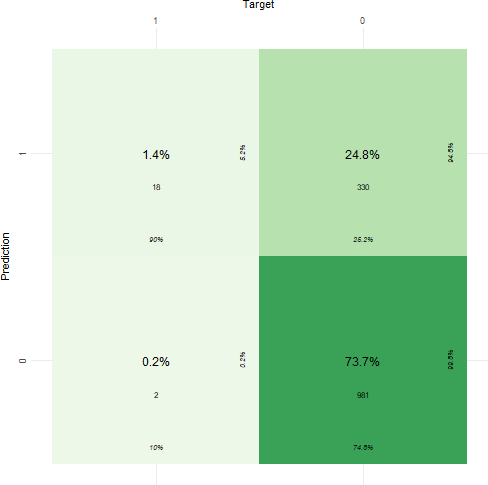 Target
1 0
1
1.4% 5.2% 24.8% 94.8%
18 330
90% 25.2%
Prediction
0
0.2% 0.2% 73.7% 99.8%
2 981
10% 74.8%